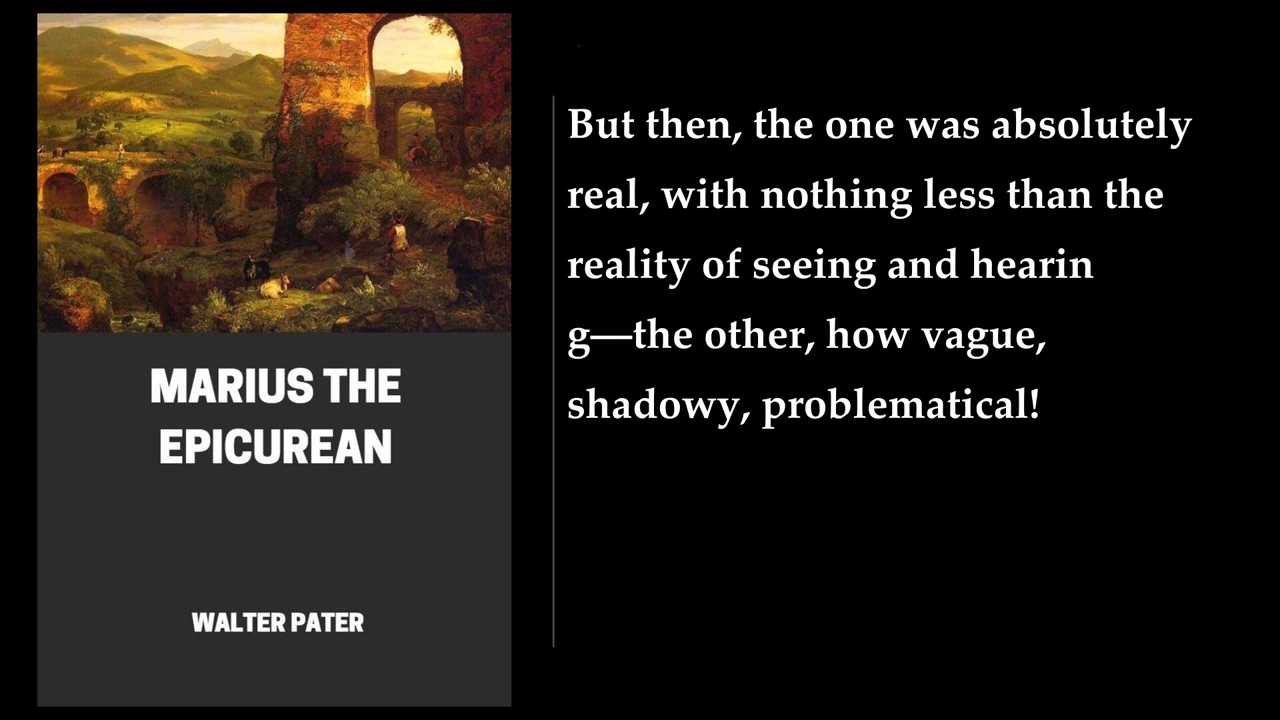 MARIUS THE
EPICUREAN
WALTER PATER
But then, the one was absolutely
real, with nothing less than the
reality of seeing and hearin
g—the other, how vague,
shadowy, problematical!